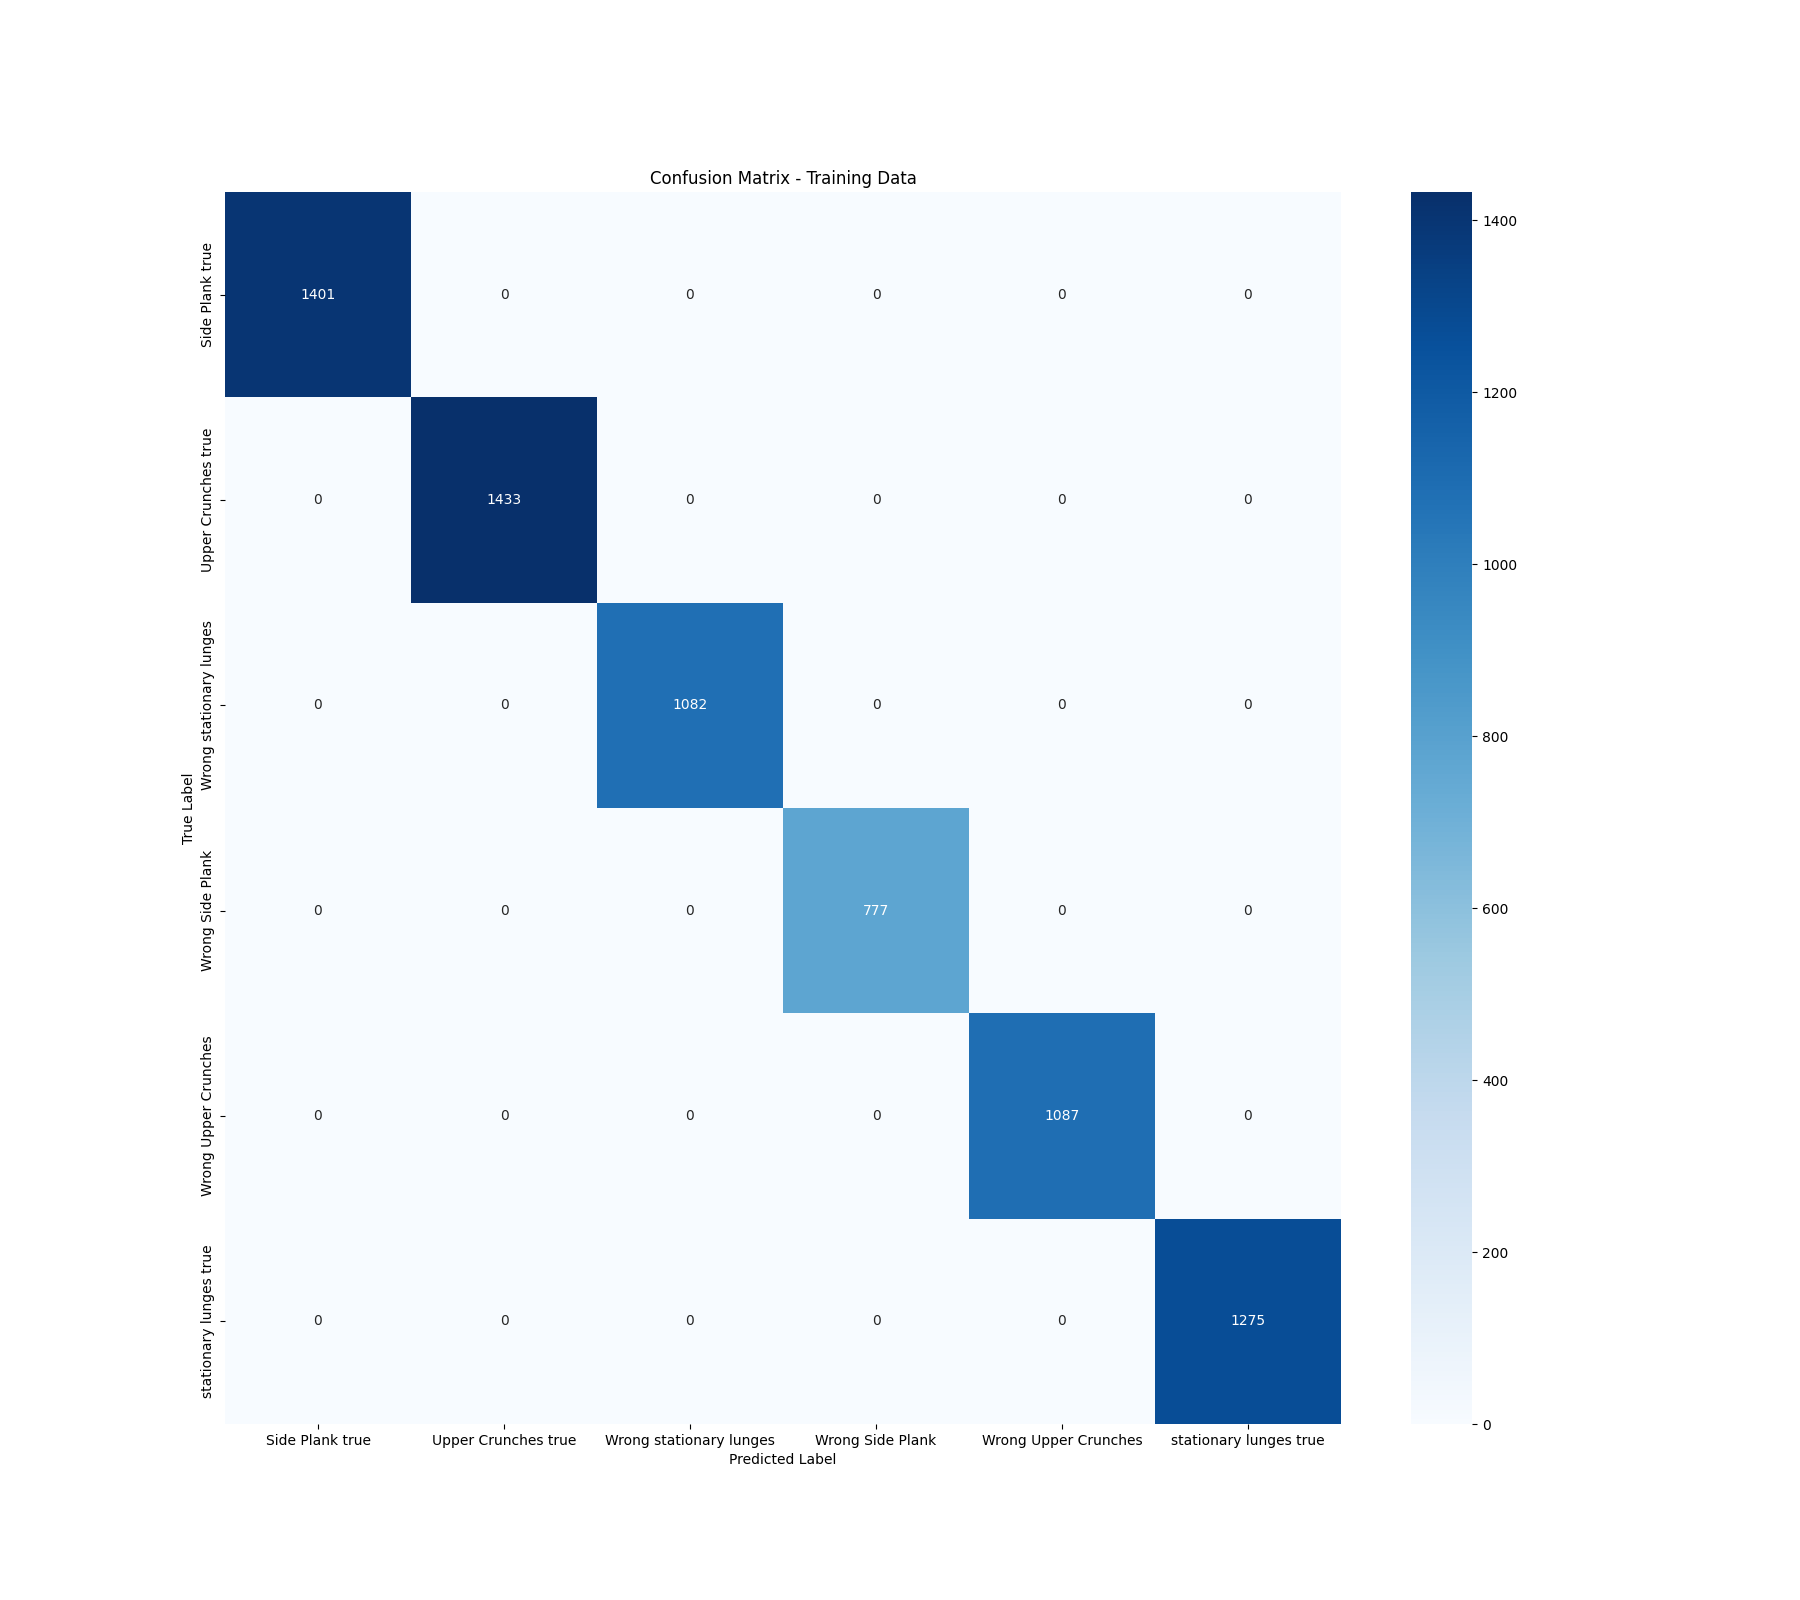 Confusion Matrix - Training Data
True Label
Side Plank true
1401 0 0 0 0 0
Upper Crunches true
0 1433 0 0 0 0
Wrong stationary lunges
0 0 1082 0 0 0
Wrong Side Plank
0 0 0 777 0 0
Wrong Upper Crunches
0 0 0 0 1087 0
stationary lunges true
0 0 0 0 0 1275
Side Plank true Upper Crunches true Wrong stationary lunges Wrong Side Plank Wrong Upper Crunches stationary lunges true
Predicted Label
1400
1200
1000
800
600
400
200
0